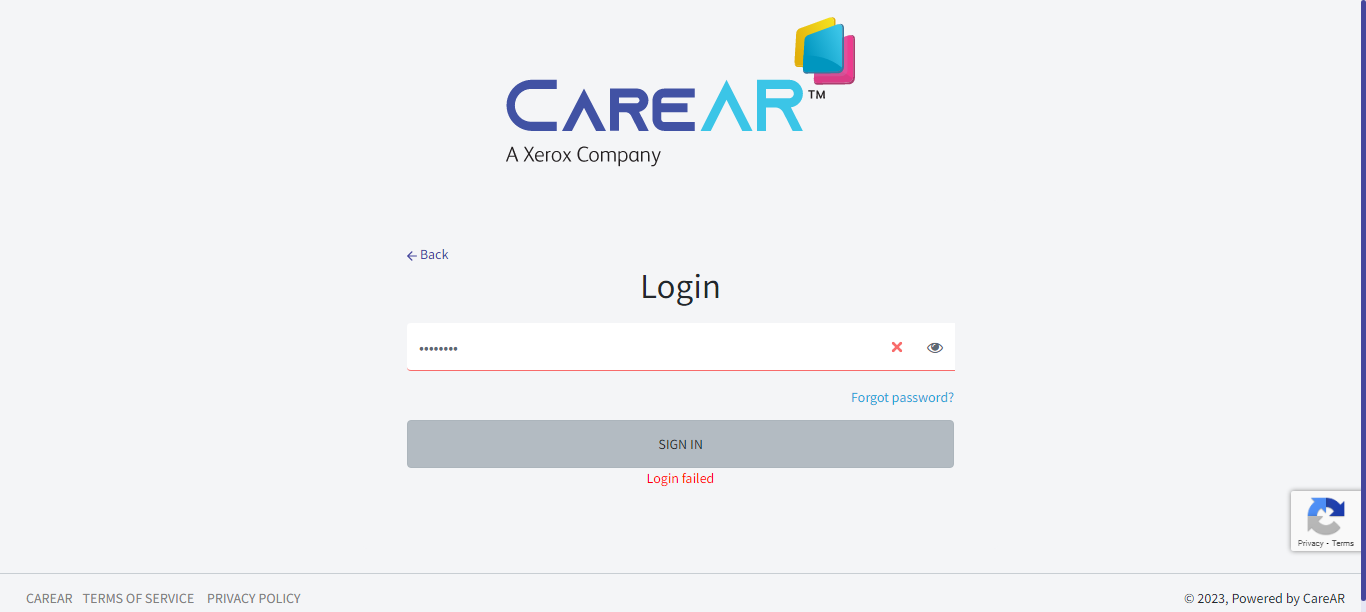 CAREAR™
A Xerox Company
Back
Login
••••••••
Forgot password?
SIGN IN
Login failed
Privacy - Terms
CAREAR TERMS OF SERVICE PRIVACY POLICY
© 2023, Powered by CareAR